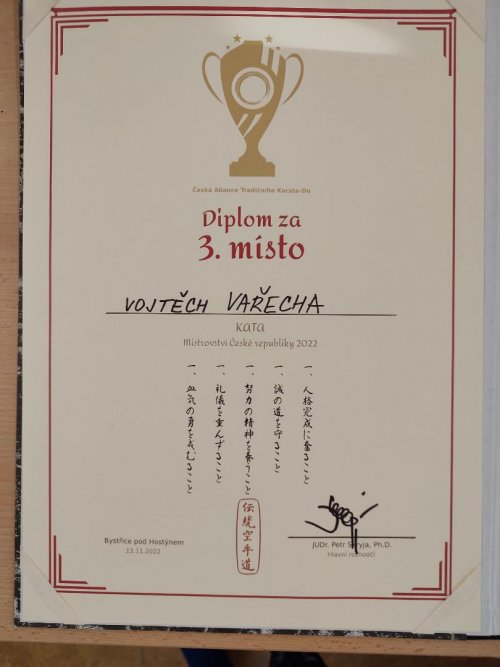 Česká Aliance Tradičního Karate-Do
Diplom za
3. místo
VOJTĚCH VAŘECHA
KATA
Mistrovství České republiky 2022
一、人格完成に努ること
一、誠の道を守ること
一、努力の精神を養うこと
一、礼儀を重んずること
一、血気の勇を戒むること
伝統空手道
Bystřice pod Hostýnem
13.11.2022
JUDr. Petr Ph.D.
Hlavní rozhodčí